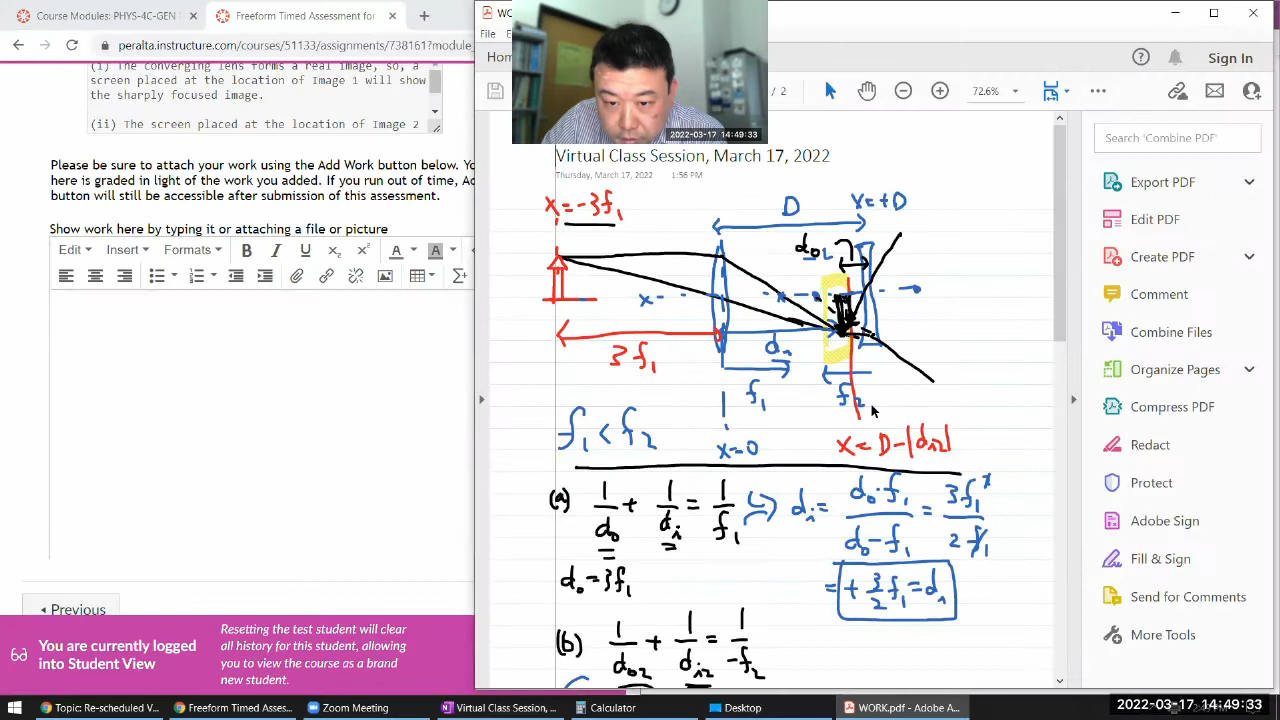 Course Modules: PHYS-4C-GEN
Freeform Timed Assessment for
peralta.instructure.com/courses/51133/assignments/738161?module_
(i) The converging lens forms a real image, so, a
screen placed at the location of Image 1 will show
the sharply focused image.
(ii) The screen placed at the location of Image 2
Please be sure to attach your work using the Add Work button below. Yo
here is graded in light of the work you added. If you run out of time, Ad
button will still be accessible after submission of this assessment.
Show work here by typing it or attaching a file or picture
Edit Insert Formats B I U x₂ x² A A
Previous
You are currently logged
into Student View
Resetting the test student will clear
all history for this student, allowing
you to view the course as a brand
new student.
File
Sign In
/ 2
72.6%
2022-03-17 14:49:33
Virtual Class Session, March 17, 2022
Thursday, March 17, 2022 1:56 PM
x=-3f₁
D
x=+D
3f₁
f₁
f₂
f₁ < f₂
x=0
x = D-|di2|
(a) 1/do + 1/di = 1/f₁
di = do·f₁/do-f₁ = 3f₁
do = 3f₁
= + 3/2 f₁ = di
(b) 1/do2 + 1/di2 = 1/-f₂
Search 'Combine PDF'
Export PDF
Edit PDF
Create PDF
Comment
Combine Files
Organize Pages
Compress PDF
Redact
Protect
Adobe Sign
Fill & Sign
Send for Comments
More Tools
Topic: Re-scheduled V...
Freeform Timed Asses...
Zoom Meeting
Virtual Class Session, ...
Calculator
Desktop
WORK.pdf - Adobe A...
2022-03-17 14:49:33